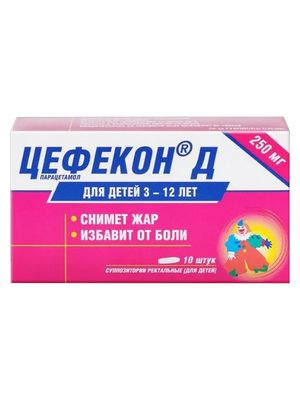 250 МГ
ЦЕФЕКОН® Д
ПАРАЦЕТАМОЛ
ДЛЯ ДЕТЕЙ 3 – 12 ЛЕТ
• СНИМЕТ ЖАР
• ИЗБАВИТ ОТ БОЛИ
10 ШТУК
СУППОЗИТОРИИ РЕКТАЛЬНЫЕ (ДЛЯ ДЕТЕЙ)